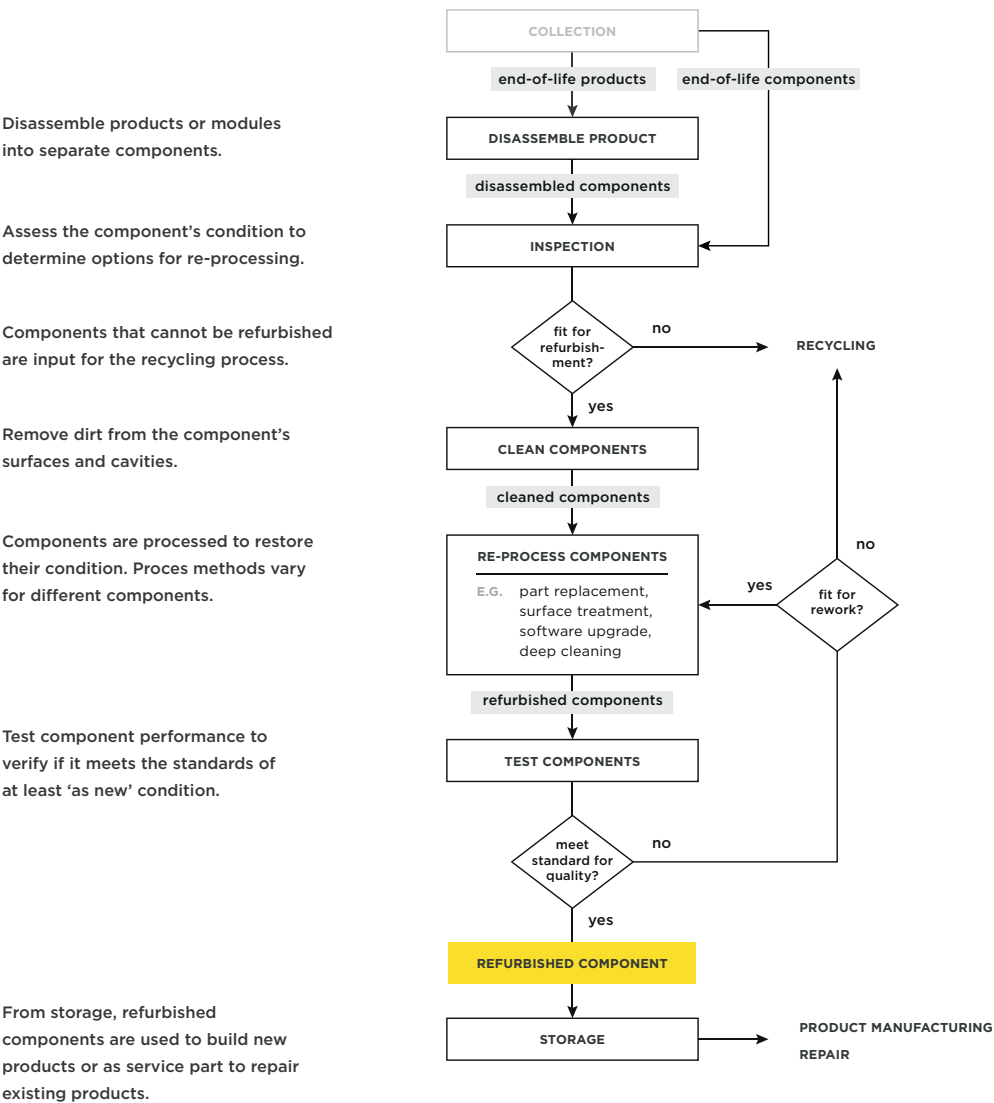 COLLECTION
end-of-life products
end-of-life components
Disassemble products or modules
into separate components.
DISASSEMBLE PRODUCT
disassembled components
Assess the component’s condition to
determine options for re-processing.
INSPECTION
Components that cannot be refurbished
are input for the recycling process.
fit for
refurbish-
ment?
no
RECYCLING
yes
Remove dirt from the component’s
surfaces and cavities.
CLEAN COMPONENTS
cleaned components
Components are processed to restore
their condition. Proces methods vary
for different components.
RE-PROCESS COMPONENTS
E.G. part replacement,
surface treatment,
software upgrade,
deep cleaning
no
yes
fit for
rework?
refurbished components
Test component performance to
verify if it meets the standards of
at least ‘as new’ condition.
TEST COMPONENTS
meet
standard for
quality?
no
yes
REFURBISHED COMPONENT
From storage, refurbished
components are used to build new
products or as service part to repair
existing products.
STORAGE
PRODUCT MANUFACTURING
REPAIR